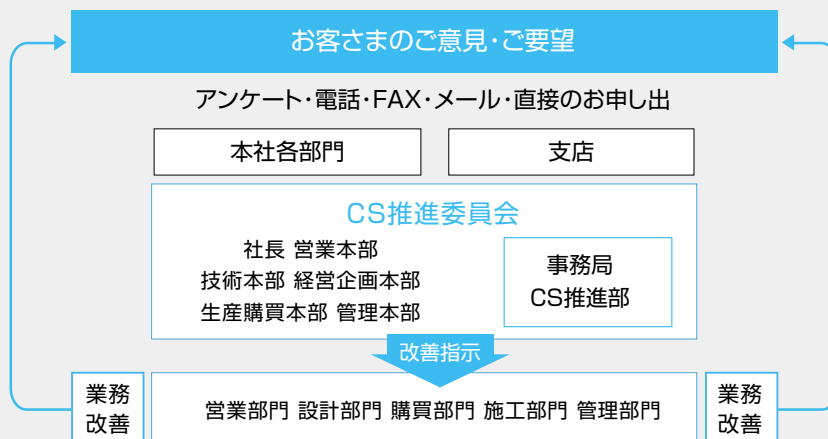 お客さまのご意見・ご要望
アンケート・電話・FAX・メール・直接のお申し出
本社各部門
支店
CS推進委員会
社長 営業本部
技術本部 経営企画本部
生産購買本部 管理本部
事務局
CS推進部
改善指示
業務
改善
営業部門 設計部門 購買部門 施工部門 管理部門
業務
改善